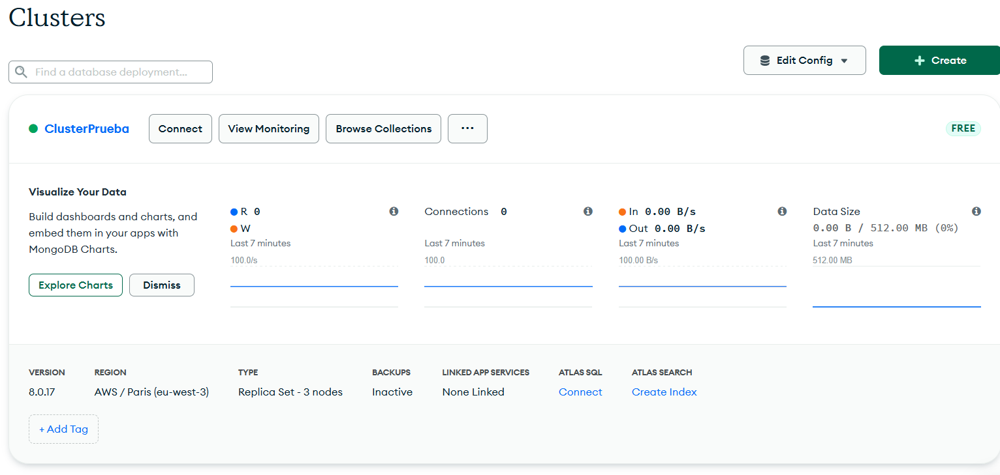 Clusters
Find a database deployment...
Edit Config
+ Create
ClusterPrueba
Connect
View Monitoring
Browse Collections
...
FREE
Visualize Your Data
Build dashboards and charts, and
embed them in your apps with
MongoDB Charts.
Explore Charts
Dismiss
R 0
W
Last 7 minutes
100.0/s
Connections 0
Last 7 minutes
100.0
In 0.00 B/s
Out 0.00 B/s
Last 7 minutes
100.00 B/s
Data Size
0.00 B / 512.00 MB (0%)
Last 7 minutes
512.00 MB
VERSION
8.0.17
REGION
AWS / Paris (eu-west-3)
TYPE
Replica Set - 3 nodes
BACKUPS
Inactive
LINKED APP SERVICES
None Linked
ATLAS SQL
Connect
ATLAS SEARCH
Create Index
+ Add Tag